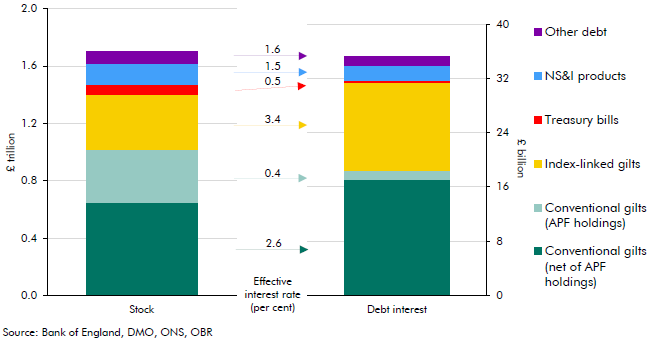 2.0
1.6
1.2
0.8
0.4
0.0
£ trillion
Stock
1.6
1.5
0.5
3.4
0.4
2.6
Effective
interest rate
(per cent)
Debt interest
40
32
24
16
8
0
£ billion
Other debt
NS&I products
Treasury bills
Index-linked gilts
Conventional gilts
(APF holdings)
Conventional gilts
(net of APF
holdings)
Source: Bank of England, DMO, ONS, OBR